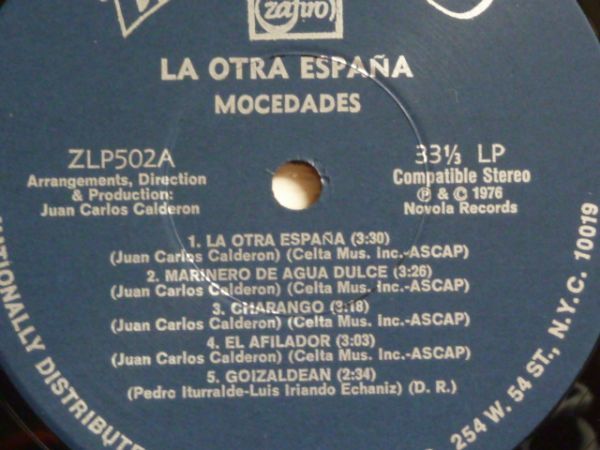 zafiro
LA OTRA ESPAÑA
MOCEDADES
ZLP502A
Arrangements, Direction
& Production:
Juan Carlos Calderon
33⅓ LP
Compatible Stereo
Ⓟ & © 1976
Novola Records
1. LA OTRA ESPAÑA (3:30)
(Juan Carlos Calderon) (Celta Mus. Inc.-ASCAP)
2. MARINERO DE AGUA DULCE (3:26)
(Juan Carlos Calderon) (Celta Mus. Inc.-ASCAP)
3. CHARANGO (3:18)
(Juan Carlos Calderon) (Celta Mus. Inc.-ASCAP)
4. EL AFILADOR (3:03)
(Juan Carlos Calderon) (Celta Mus. Inc.-ASCAP)
5. GOIZALDEAN (2:34)
(Pedro Iturralde-Luis Iriando Echaniz) (D. R.)
NATIONALLY DISTRIBUTE
254 W. 54 ST., N.Y.C. 10019